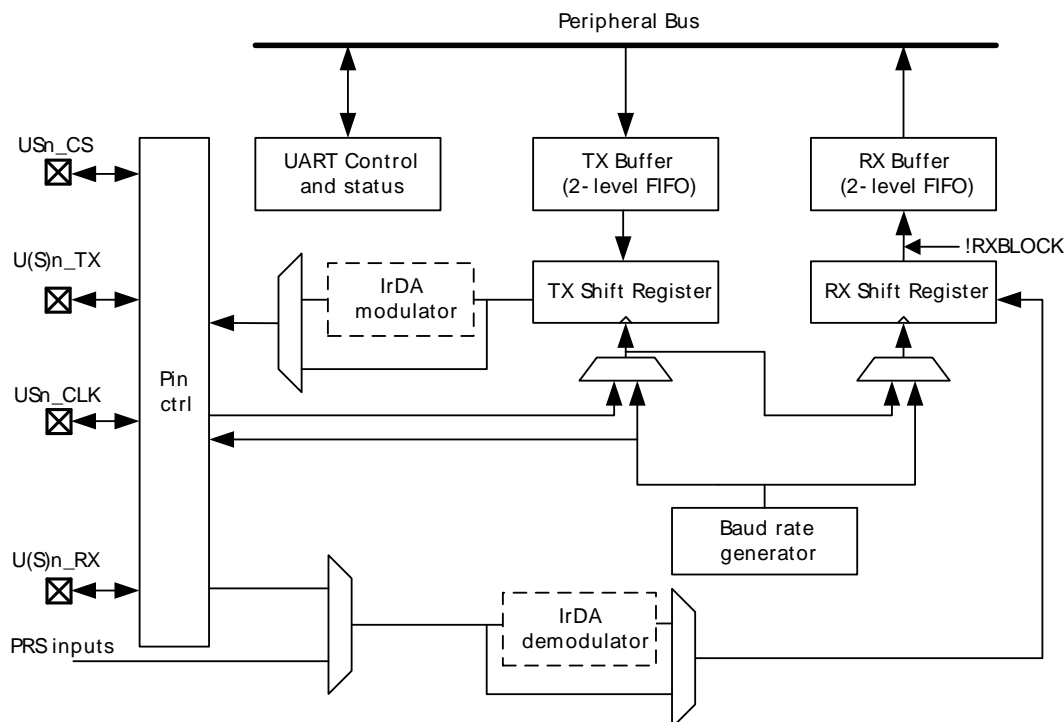 Peripheral Bus
USn_CS
UART Control
and status
TX Buffer
(2- level FIFO)
RX Buffer
(2- level FIFO)
!RXBLOCK
U(S)n_TX
IrDA
modulator
TX Shift Register
RX Shift Register
Pin
ctrl
USn_CLK
Baud rate
generator
U(S)n_RX
IrDA
demodulator
PRS inputs